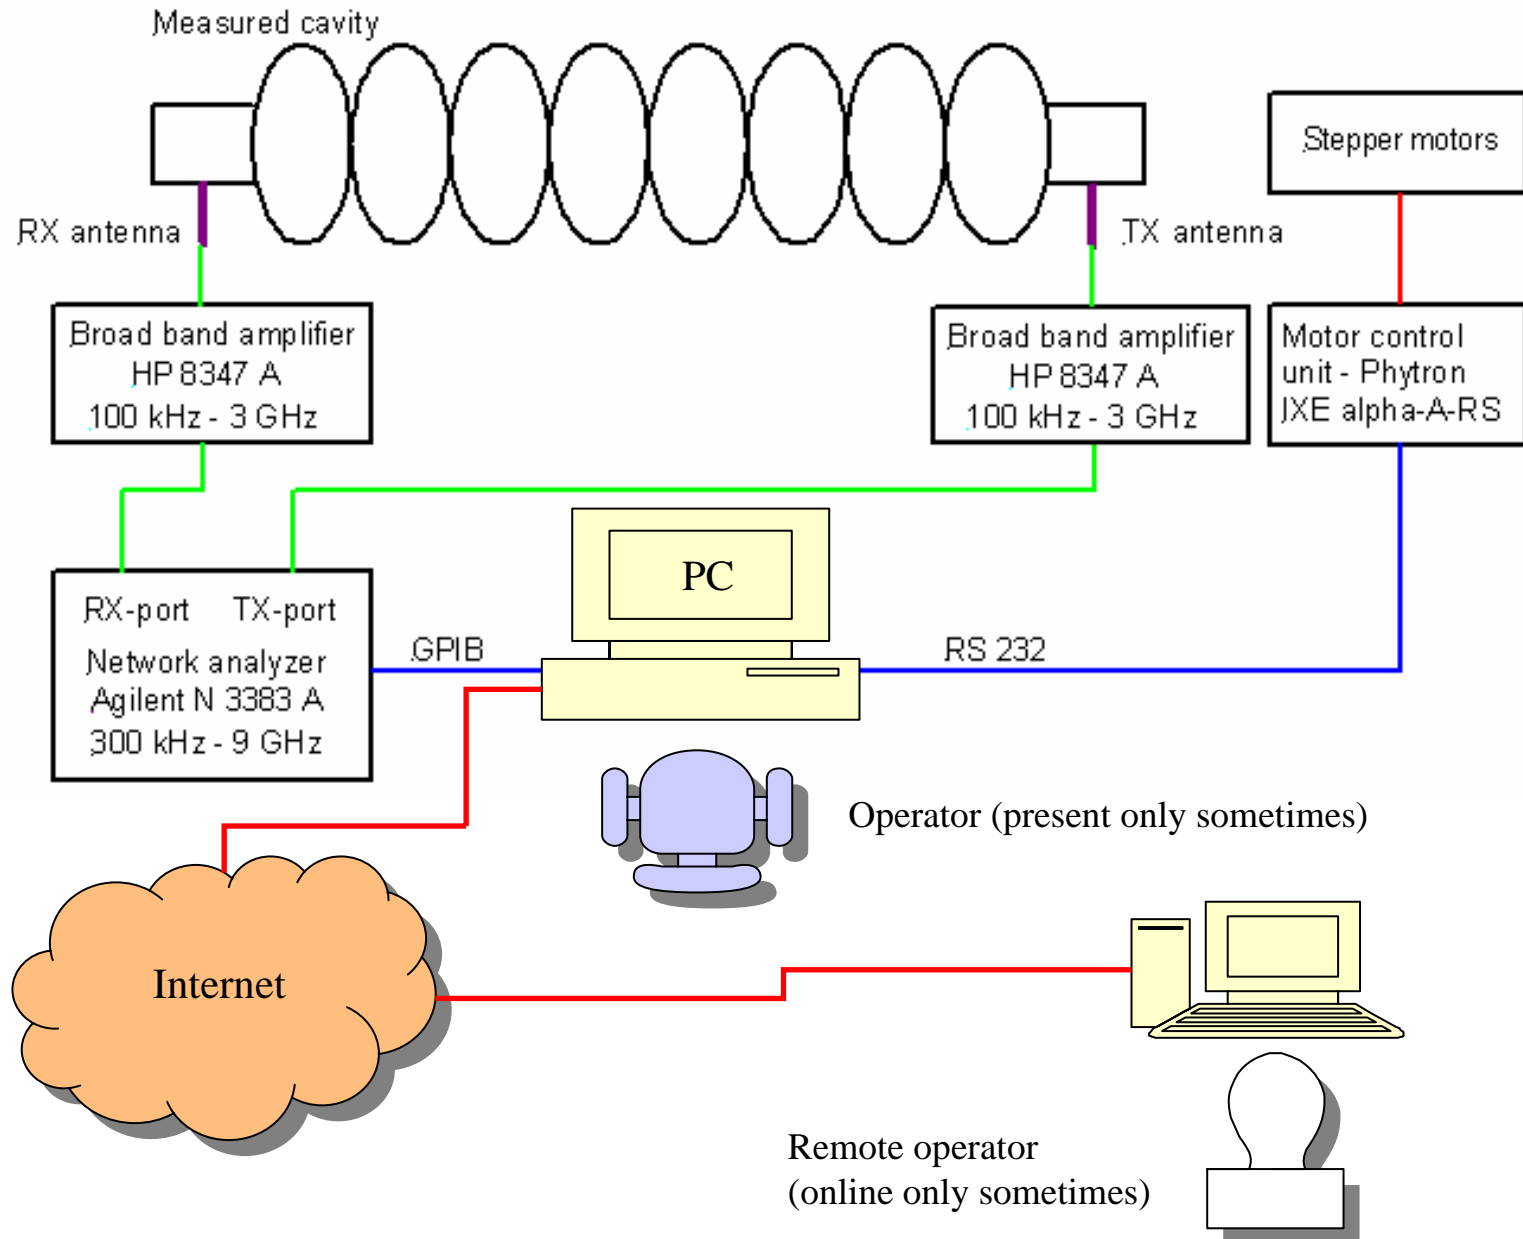 Measured cavity
Stepper motors
RX antenna
TX antenna
Broad band amplifier
HP 8347 A
100 kHz - 3 GHz
Broad band amplifier
HP 8347 A
100 kHz - 3 GHz
Motor control
unit - Phytron
IXE alpha-A-RS
PC
RX-port TX-port
Network analyzer
Agilent N 3383 A
300 kHz - 9 GHz
GPIB
RS 232
Operator (present only sometimes)
Internet
Remote operator
(online only sometimes)